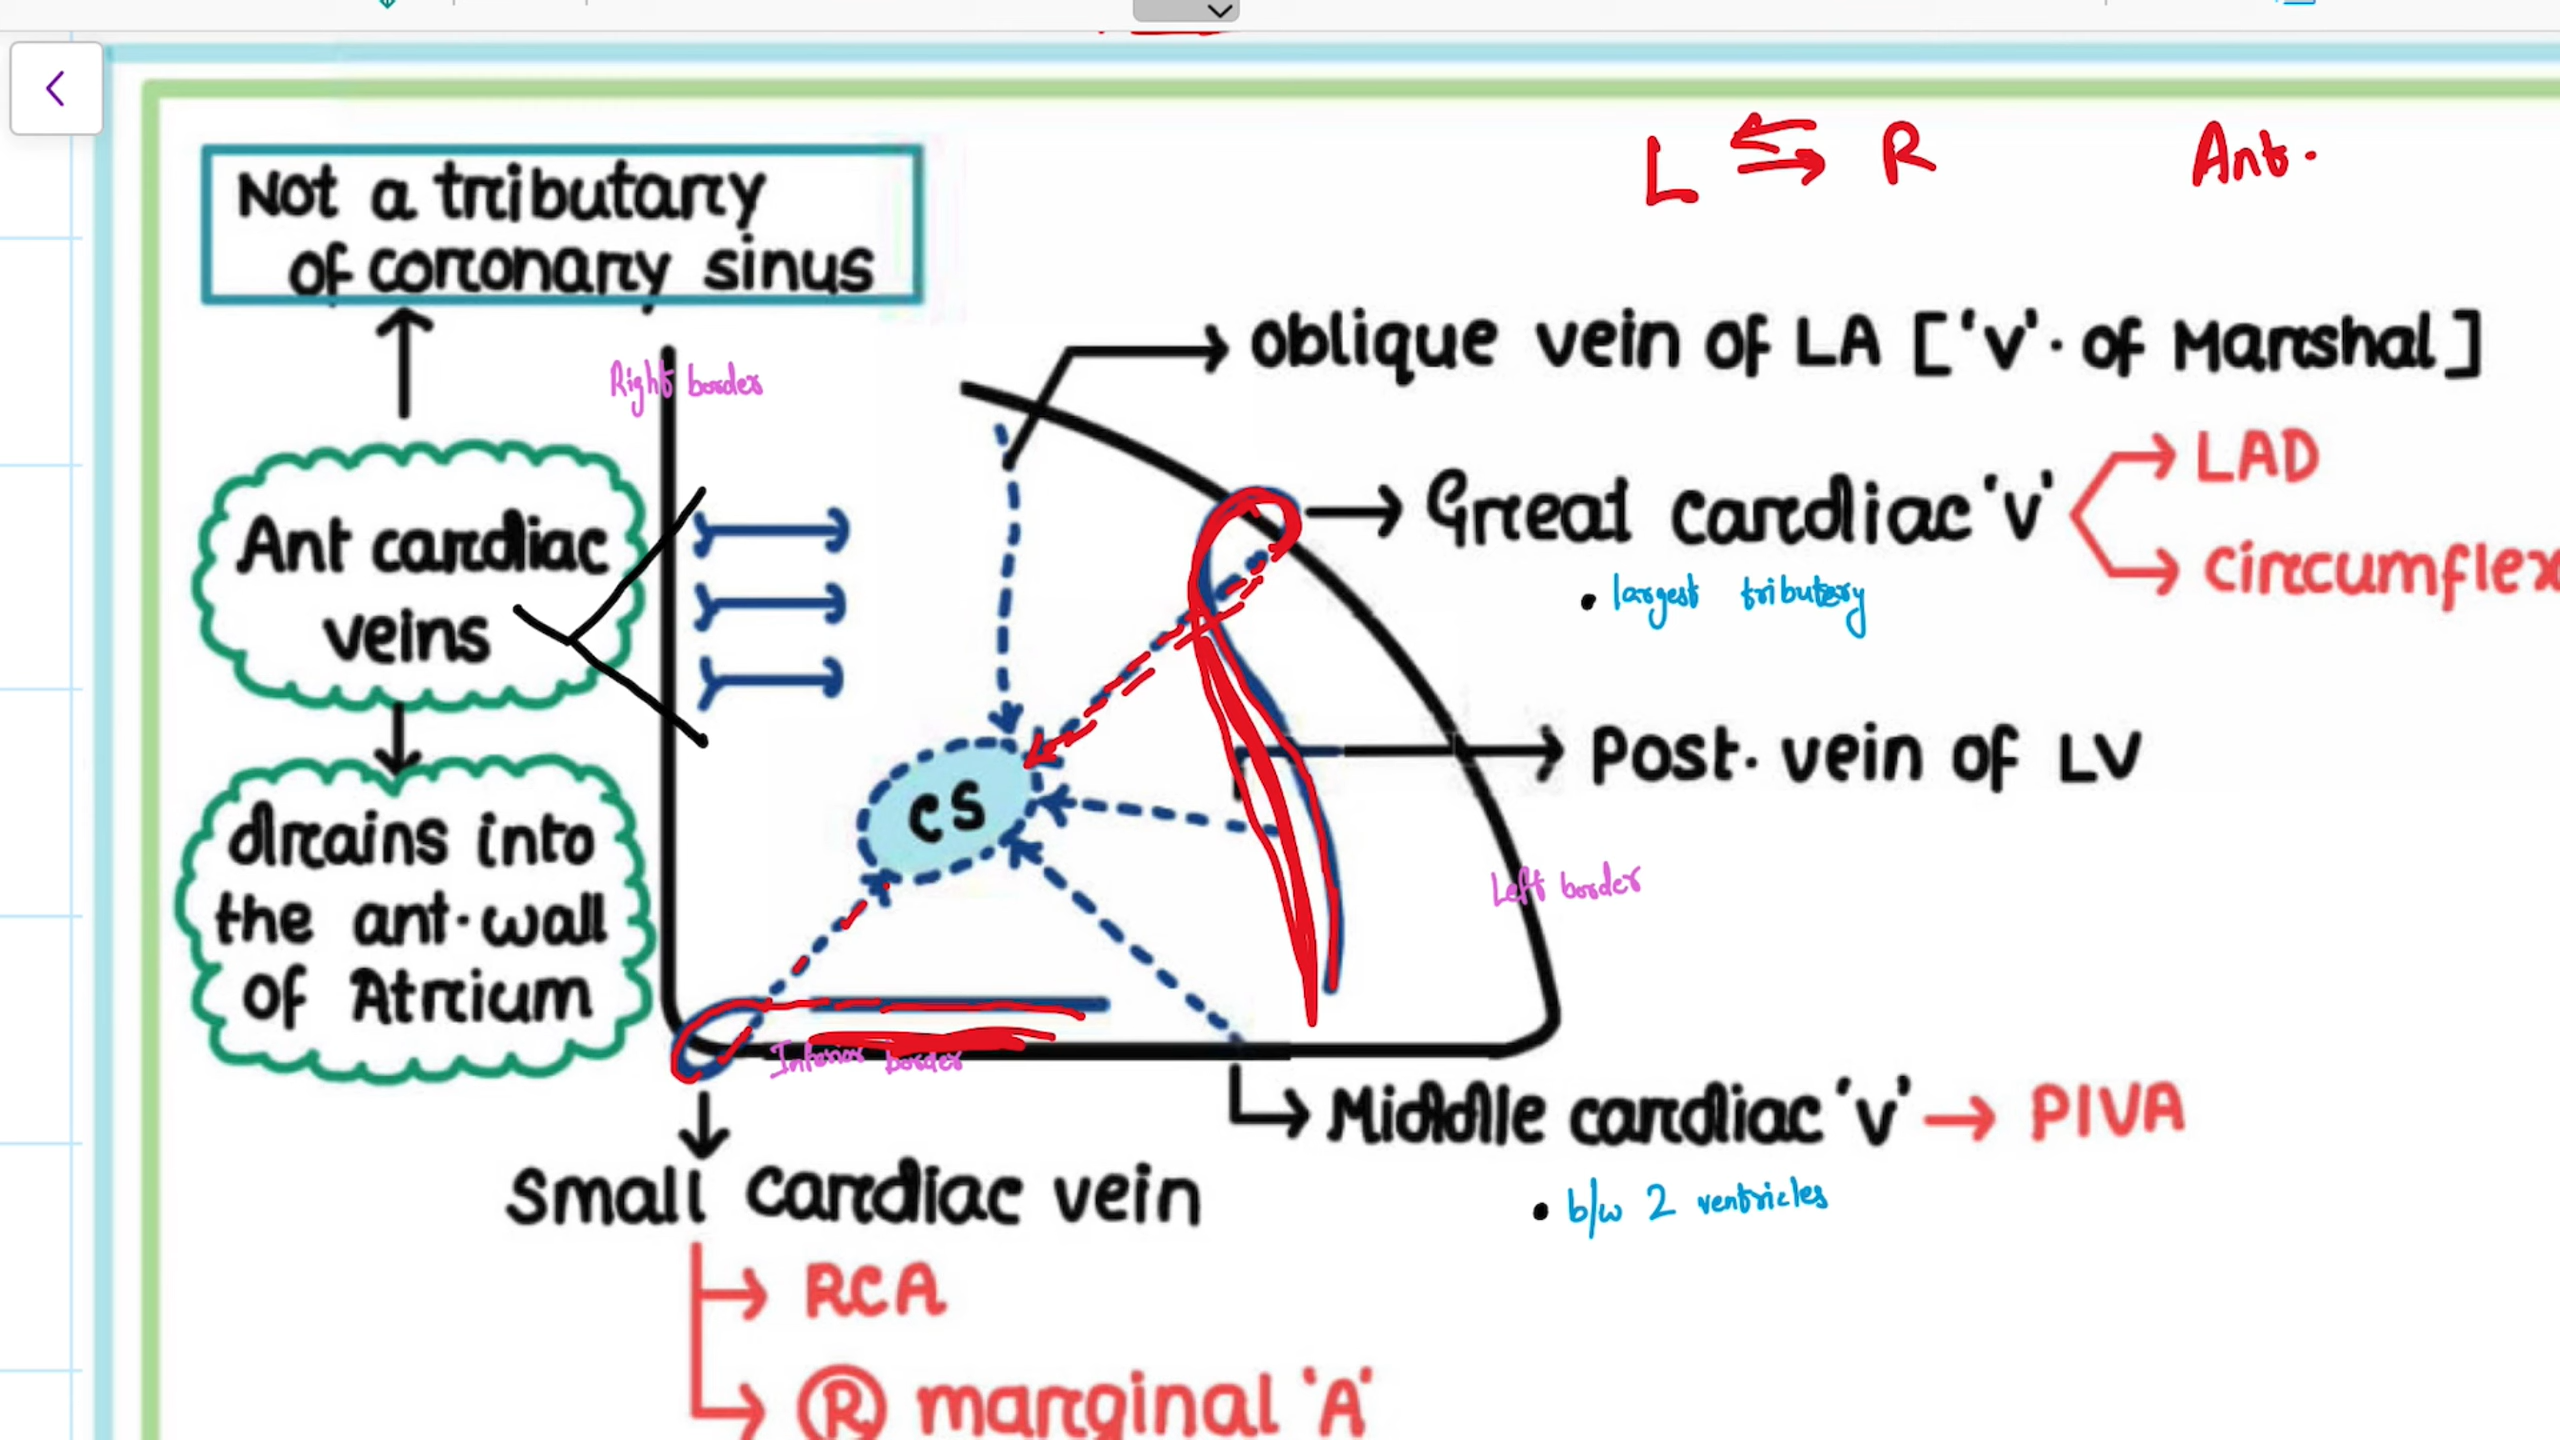 L ⇆ R Ant.
Not a tributary
of coronary sinus
Right border
oblique vein of LA ['v'. of Marshal]
LAD
Great cardiac 'v'
circumflex
• largest tributary
Ant cardiac
veins
Post. vein of LV
CS
drains into
the ant. wall
of Atrium
Left border
Inferior border
Middle cardiac 'v' → PIVA
• b/w 2 ventricles
Small cardiac vein
→ RCA
→ Ⓡ marginal 'A'